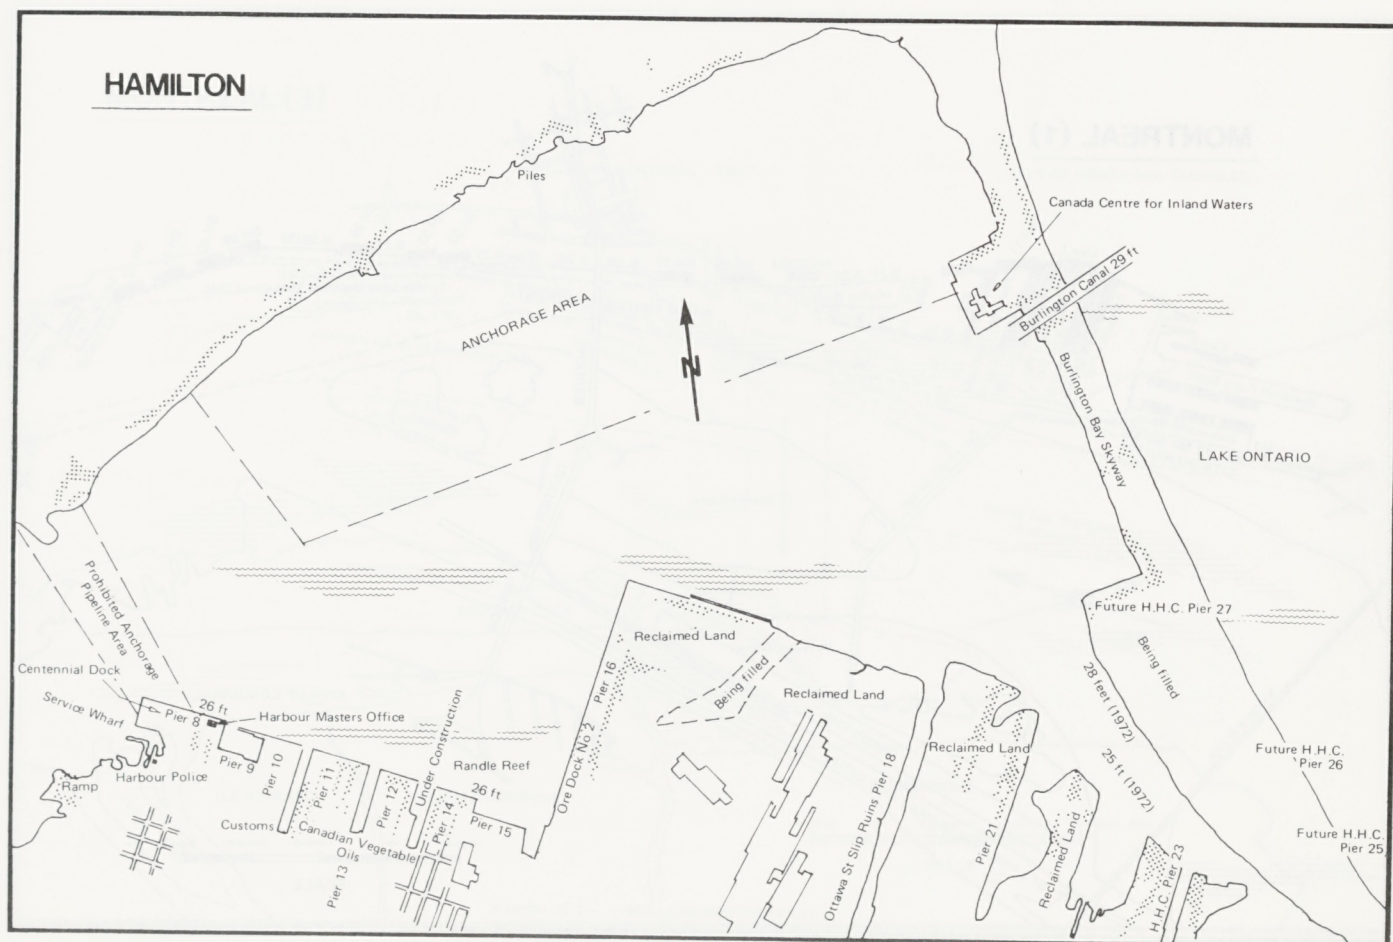 HAMILTON
MONTREAL (1)
Piles
Canada Centre for Inland Waters
Burlington Canal 29 ft
ANCHORAGE AREA
N
Burlington Bay Skyway
LAKE ONTARIO
Prohibited Anchorage
Pipeline Area
Future H.H.C. Pier 27
Being filled
28 feet (1972)
25 ft (1972)
Future H.H.C.
Pier 26
Future H.H.C.
Pier 25
Centennial Dock
Service Wharf
Pier 8
26 ft
Harbour Masters Office
Harbour Police
Ramp
Pier 9
Pier 10
Customs
Pier 11
Canadian Vegetable
Oils
Pier 12
Pier 13
Under Construction
Pier 14
Randle Reef
26 ft
Pier 15
Ore Dock No 2
Pier 16
Reclaimed Land
Being filled
Reclaimed Land
Ottawa St Slip Ruins Pier 18
Reclaimed Land
Pier 21
Reclaimed Land
H.H.C. Pier 23